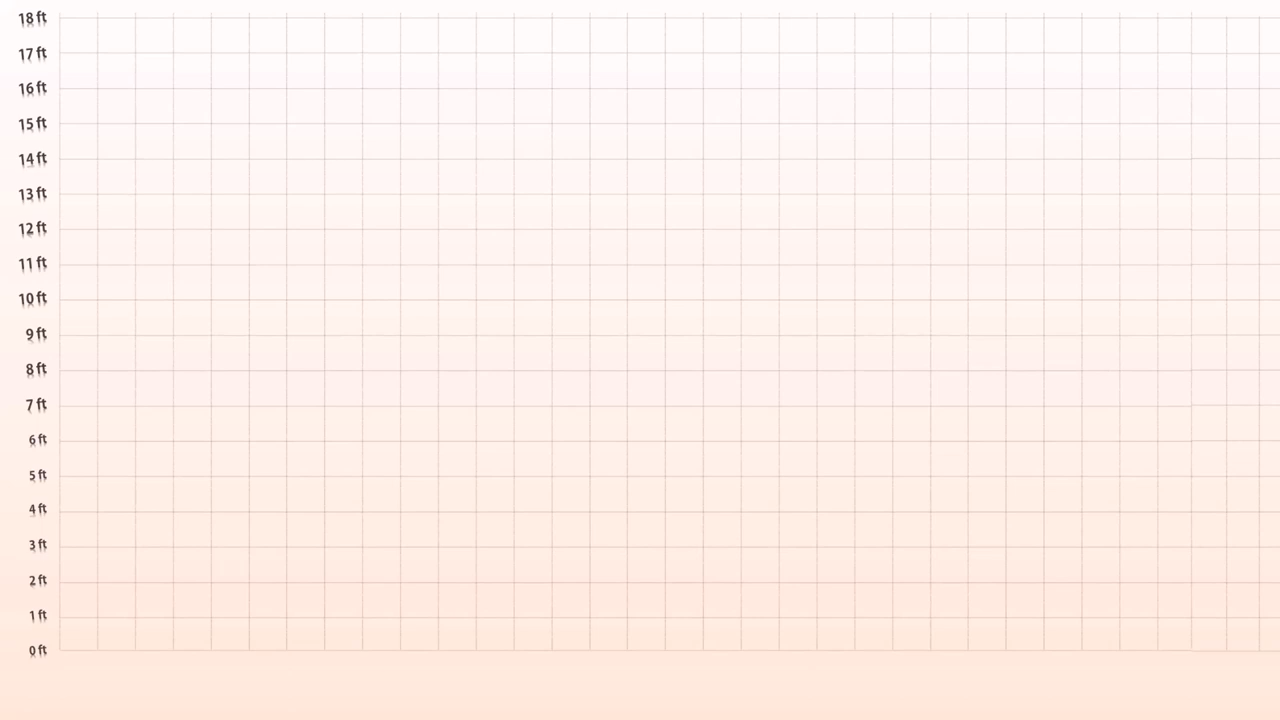 18 ft
17 ft
16 ft
15 ft
14 ft
13 ft
12 ft
11 ft
10 ft
9 ft
8 ft
7 ft
6 ft
5 ft
4 ft
3 ft
2 ft
1 ft
0 ft